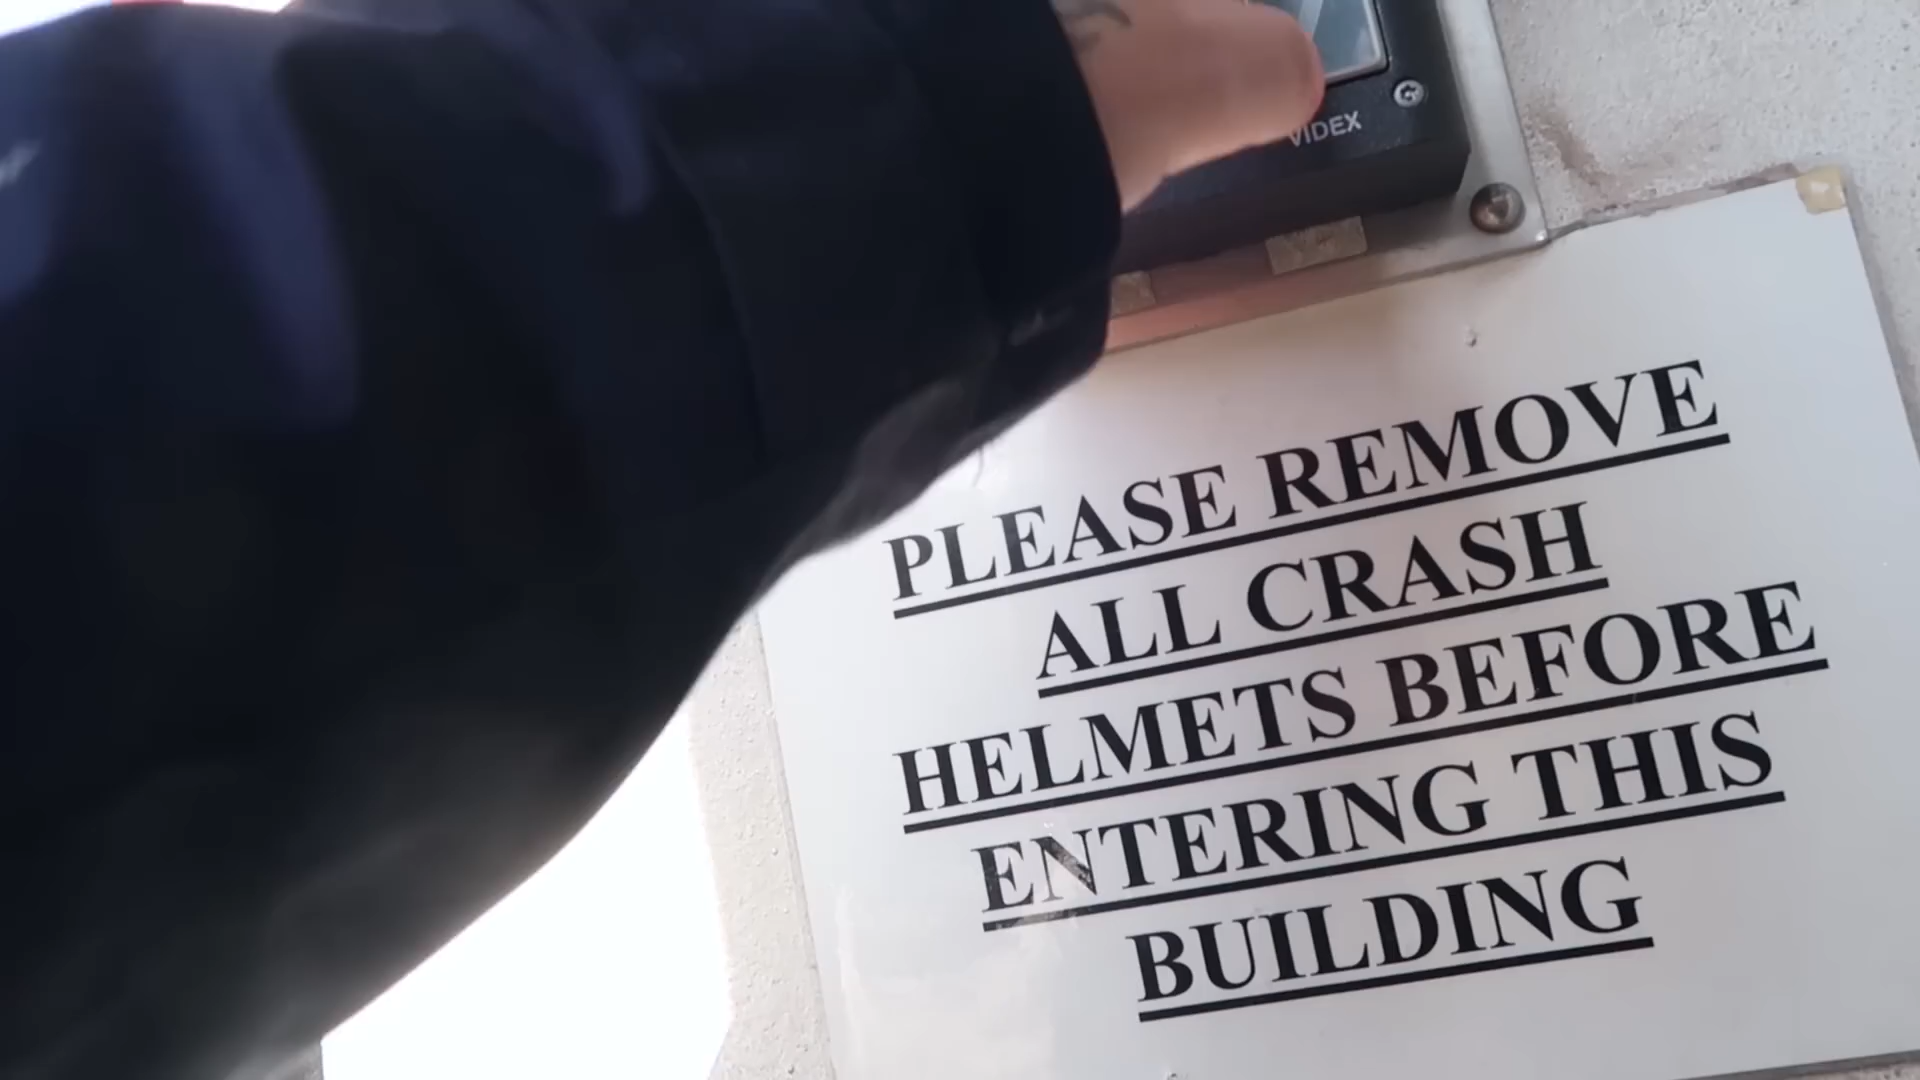 VIDEX
PLEASE REMOVE
ALL CRASH
HELMETS BEFORE
ENTERING THIS
BUILDING